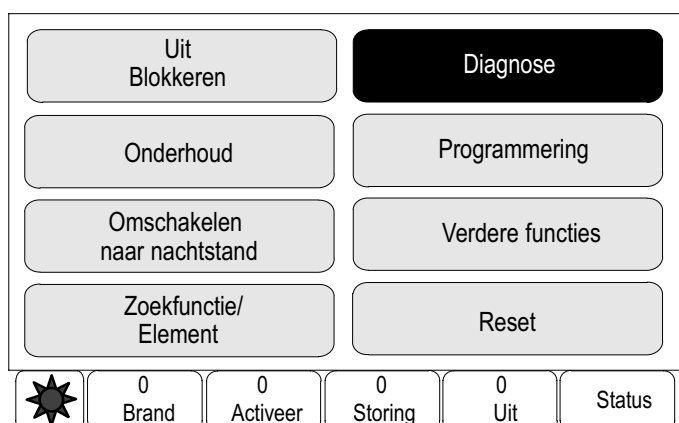 Uit
Blokkeren
Diagnose
Onderhoud
Programmering
Omschakelen
naar nachtstand
Verdere functies
Zoekfunctie/
Element
Reset
0
Brand
0
Activeer
0
Storing
0
Uit
Status